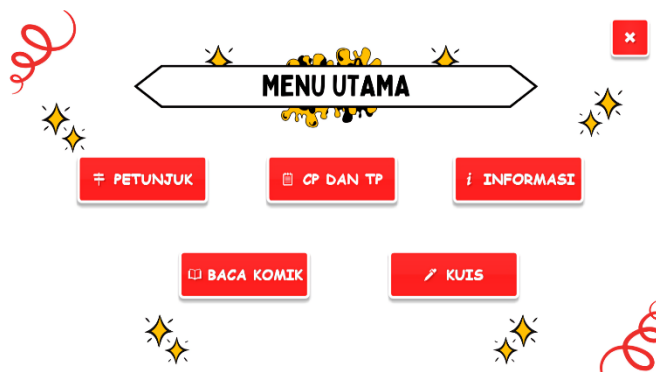 MENU UTAMA
PETUNJUK
CP DAN TP
i INFORMASI
BACA KOMIK
KUIS